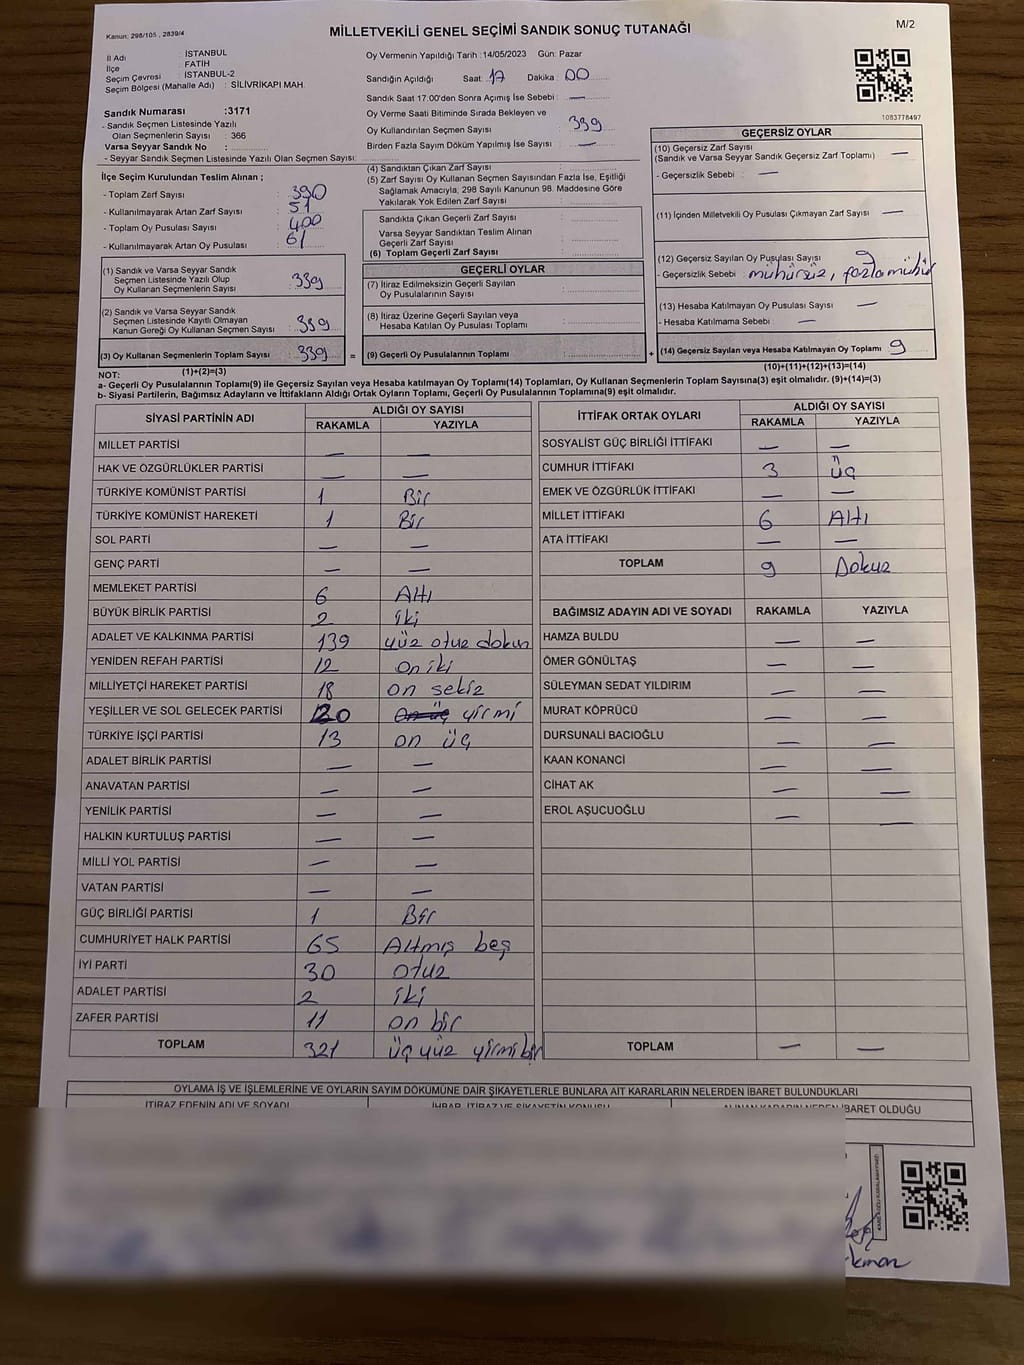 Kanun: 298/105 , 2839/4
MİLLETVEKİLİ GENEL SEÇİMİ SANDIK SONUÇ TUTANAĞI
M/2
İl Adı : İSTANBUL
İlçe : FATİH
Seçim Çevresi : İSTANBUL-2
Seçim Bölgesi (Mahalle Adı) : SİLİVRİKAPI MAH.
Oy Vermenin Yapıldığı Tarih : 14/05/2023 Gün: Pazar
Sandığın Açıldığı Saat : 17 Dakika : 00
Sandık Saat 17:00'den Sonra Açımış İse Sebebi : —
Oy Verme Saati Bitiminde Sırada Bekleyen ve
Oy Kullandırılan Seçmen Sayısı : 339
Birden Fazla Sayım Döküm Yapılmış İse Sayısı : —
1083778497
Sandık Numarası :3171
- Sandık Seçmen Listesinde Yazılı
Olan Seçmenlerin Sayısı : 366
Varsa Seyyar Sandık No :
- Seyyar Sandık Seçmen Listesinde Yazılı Olan Seçmen Sayısı:
İlçe Seçim Kurulundan Teslim Alınan ;
- Toplam Zarf Sayısı : 390
- Kullanılmayarak Artan Zarf Sayısı : 51
- Toplam Oy Pusulası Sayısı : 400
- Kullanılmayarak Artan Oy Pusulası : 61
(4) Sandıktan Çıkan Zarf Sayısı :
(5) Zarf Sayısı Oy Kullanan Seçmen Sayısından Fazla İse, Eşitliği
Sağlamak Amacıyla, 298 Sayılı Kanunun 98. Maddesine Göre
Yakılarak Yok Edilen Zarf Sayısı :
Sandıkta Çıkan Geçerli Zarf Sayısı :
Varsa Seyyar Sandıktan Teslim Alınan
Geçerli Zarf Sayısı :
(6) Toplam Geçerli Zarf Sayısı :
GEÇERSİZ OYLAR
(10) Geçersiz Zarf Sayısı
(Sandık ve Varsa Seyyar Sandık Geçersiz Zarf Toplamı) —
- Geçersizlik Sebebi : —
(11) İçinden Milletvekili Oy Pusulası Çıkmayan Zarf Sayısı —
(12) Geçersiz Sayılan Oy Pusulası Sayısı 9
- Geçersizlik Sebebi : mühürsüz, fazla mühür
(13) Hesaba Katılmayan Oy Pusulası Sayısı —
- Hesaba Katılmama Sebebi : —
(14) Geçersiz Sayılan veya Hesaba Katılmayan Oy Toplamı 9
(10)+(11)+(12)+(13)=(14)
(1) Sandık ve Varsa Seyyar Sandık
Seçmen Listesinde Yazılı Olup
Oy Kullanan Seçmenlerin Sayısı : 339
(2) Sandık ve Varsa Seyyar Sandık
Seçmen Listesinde Kayıtlı Olmayan
Kanun Gereği Oy Kullanan Seçmen Sayısı : 339
(3) Oy Kullanan Seçmenlerin Toplam Sayısı : 339 =
(1)+(2)=(3)
GEÇERLİ OYLAR
(7) İtiraz Edilmeksizin Geçerli Sayılan
Oy Pusulalarının Sayısı :
(8) İtiraz Üzerine Geçerli Sayılan veya
Hesaba Katılan Oy Pusulası Toplamı :
(9) Geçerli Oy Pusulalarının Toplamı : +
NOT:
a- Geçerli Oy Pusulalarının Toplamı(9) ile Geçersiz Sayılan veya Hesaba katılmayan Oy Toplamı(14) Toplamları, Oy Kullanan Seçmenlerin Toplam Sayısına(3) eşit olmalıdır. (9)+(14)=(3)
b- Siyasi Partilerin, Bağımsız Adayların ve İttifakların Aldığı Ortak Oyların Toplamı, Geçerli Oy Pusulalarının Toplamına(9) eşit olmalıdır.
SİYASİ PARTİNİN ADI ALDIĞI OY SAYISI
RAKAMLA YAZIYLA
MİLLET PARTİSİ — —
HAK VE ÖZGÜRLÜKLER PARTİSİ — —
TÜRKİYE KOMÜNİST PARTİSİ 1 Bir
TÜRKİYE KOMÜNİST HAREKETİ 1 Bir
SOL PARTİ — —
GENÇ PARTİ — —
MEMLEKET PARTİSİ 6 Altı
BÜYÜK BİRLİK PARTİSİ 2 iki
ADALET VE KALKINMA PARTİSİ 139 yüz otuz dokuz
YENİDEN REFAH PARTİSİ 12 on iki
MİLLİYETÇİ HAREKET PARTİSİ 18 on sekiz
YEŞİLLER VE SOL GELECEK PARTİSİ 20 on üç yirmi
TÜRKİYE İŞÇİ PARTİSİ 13 on üç
ADALET BİRLİK PARTİSİ — —
ANAVATAN PARTİSİ — —
YENİLİK PARTİSİ — —
HALKIN KURTULUŞ PARTİSİ — —
MİLLİ YOL PARTİSİ — —
VATAN PARTİSİ — —
GÜÇ BİRLİĞİ PARTİSİ 1 Bir
CUMHURİYET HALK PARTİSİ 65 Altmış beş
İYİ PARTİ 30 otuz
ADALET PARTİSİ 2 iki
ZAFER PARTİSİ 11 on bir
TOPLAM 321 üç yüz yirmi bir
İTTİFAK ORTAK OYLARI ALDIĞI OY SAYISI
RAKAMLA YAZIYLA
SOSYALİST GÜÇ BİRLİĞİ İTTİFAKI — —
CUMHUR İTTİFAKI 3 üç
EMEK VE ÖZGÜRLÜK İTTİFAKI — —
MİLLET İTTİFAKI 6 Altı
ATA İTTİFAKI — —
TOPLAM 9 Dokuz
BAĞIMSIZ ADAYIN ADI VE SOYADI RAKAMLA YAZIYLA
HAMZA BULDU — —
ÖMER GÖNÜLTAŞ — —
SÜLEYMAN SEDAT YILDIRIM — —
MURAT KÖPRÜCÜ — —
DURSUNALİ BACIOĞLU — —
KAAN KONANCİ — —
CİHAT AK — —
EROL AŞUCUOĞLU — —
TOPLAM — —
OYLAMA İŞ VE İŞLEMLERİNE VE OYLARIN SAYIM DÖKÜMÜNE DAİR ŞİKAYETLERLE BUNLARA AİT KARARLARIN NELERDEN İBARET BULUNDUKLARI
İTİRAZ EDENİN ADI VE SOYADI İHBAR, İTİRAZ VE ŞİKAYETİN KONUSU ALINAN KARARIN NEDEN İBARET OLDUĞU